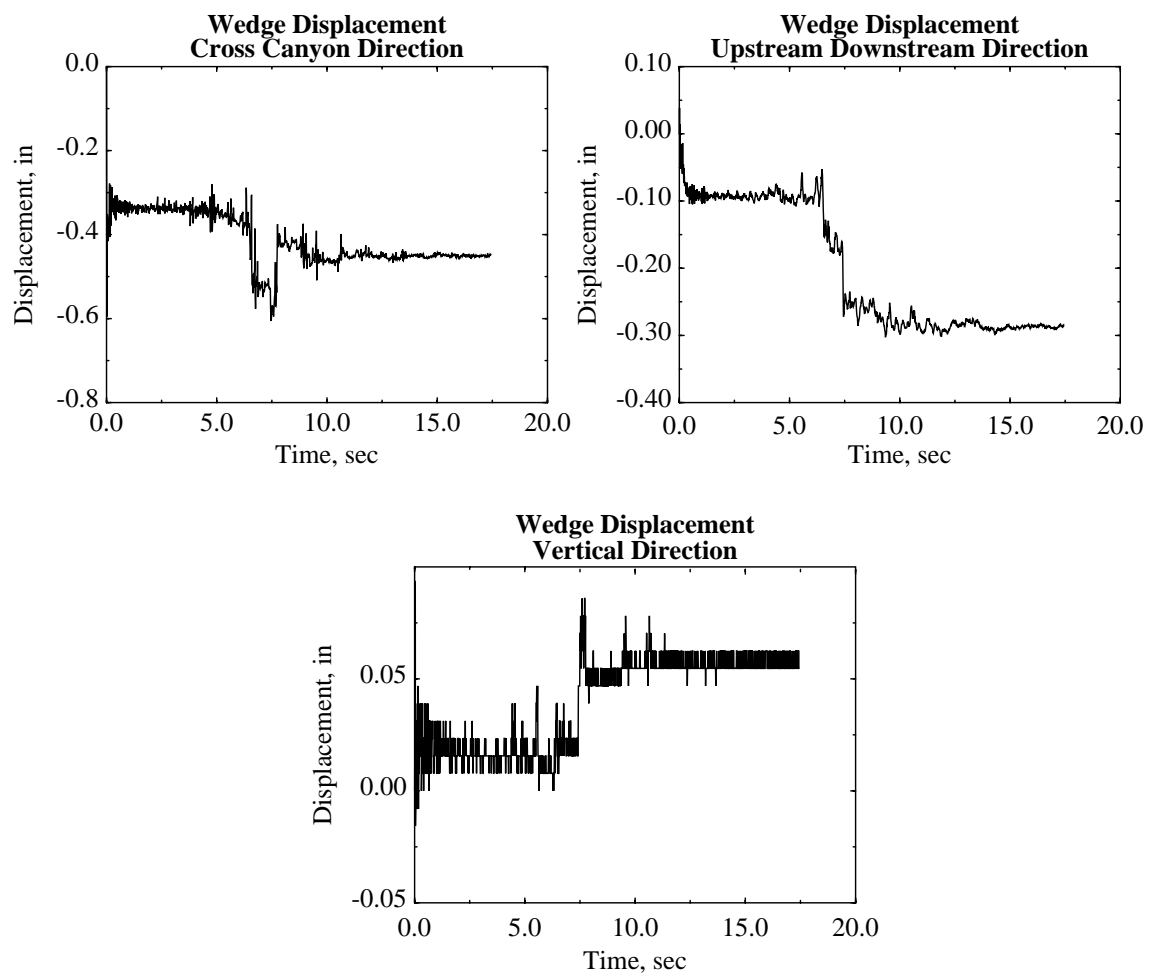 Wedge Displacement
Cross Canyon Direction
0.0
-0.2
-0.4
-0.6
-0.8
Displacement, in
0.0 5.0 10.0 15.0 20.0
Time, sec
Wedge Displacement
Upstream Downstream Direction
0.10
0.00
-0.10
-0.20
-0.30
-0.40
Displacement, in
0.0 5.0 10.0 15.0 20.0
Time, sec
Wedge Displacement
Vertical Direction
0.05
0.00
-0.05
Displacement, in
0.0 5.0 10.0 15.0 20.0
Time, sec